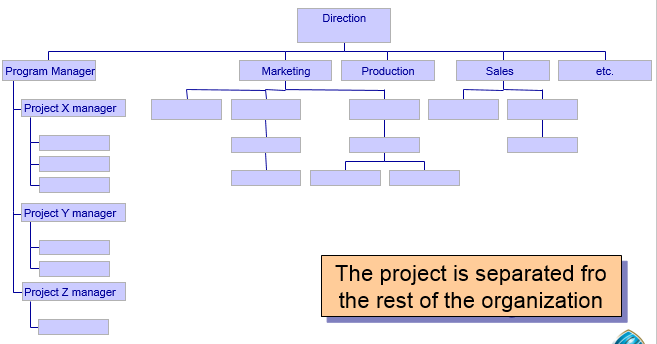 Direction
Program Manager
Marketing
Production
Sales
etc.
Project X manager
Project Y manager
Project Z manager
The project is separated fro
the rest of the organization